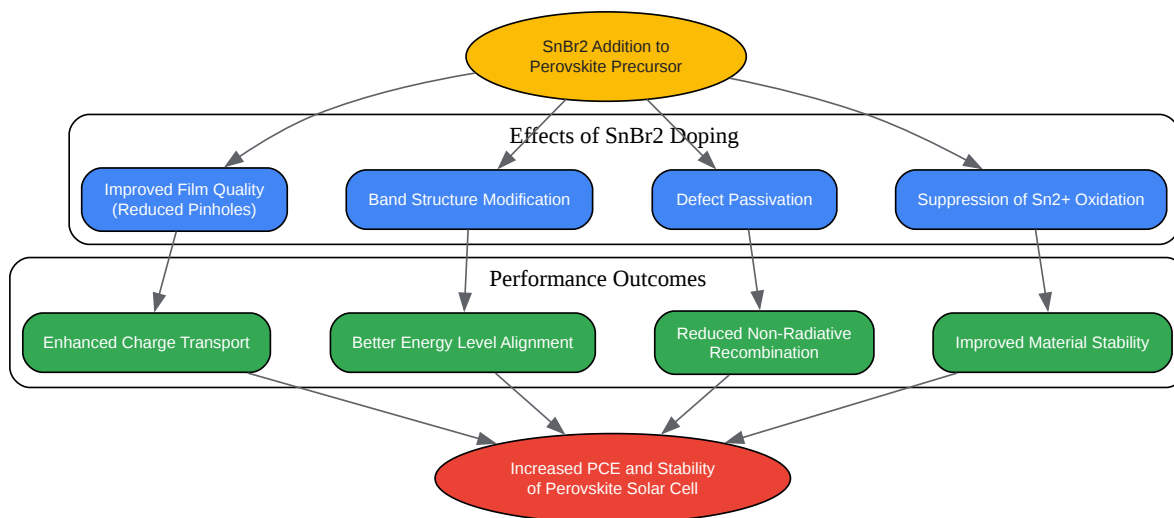 SnBr2 Addition to
Perovskite Precursor
Effects of SnBr2 Doping
Improved Film Quality
(Reduced Pinholes)
Band Structure Modification
Defect Passivation
Suppression of Sn2+ Oxidation
Performance Outcomes
Enhanced Charge Transport
Better Energy Level Alignment
Reduced Non-Radiative
Recombination
Improved Material Stability
Increased PCE and Stability
of Perovskite Solar Cell